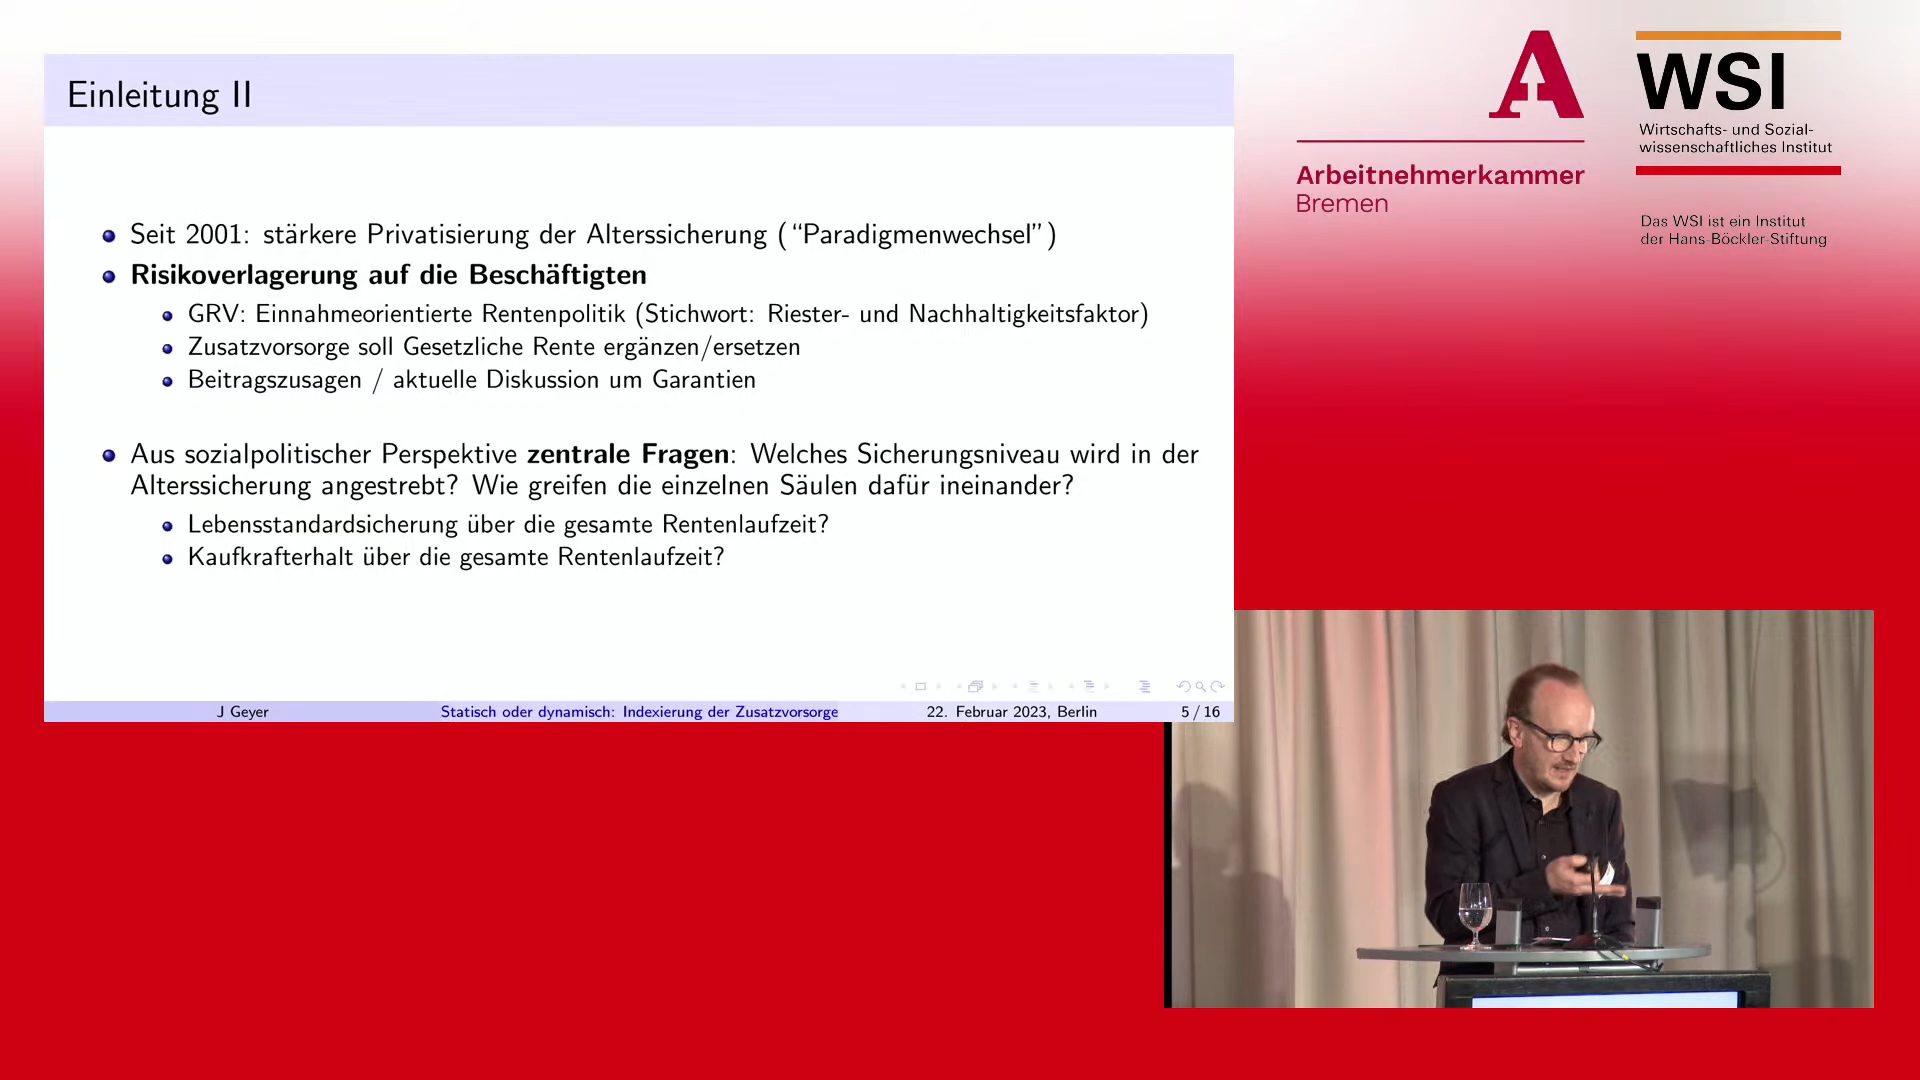 Einleitung II
Seit 2001: stärkere Privatisierung der Alterssicherung (“Paradigmenwechsel”)
Risikoverlagerung auf die Beschäftigten
GRV: Einnahmeorientierte Rentenpolitik (Stichwort: Riester- und Nachhaltigkeitsfaktor)
Zusatzvorsorge soll Gesetzliche Rente ergänzen/ersetzen
Beitragszusagen / aktuelle Diskussion um Garantien
Aus sozialpolitischer Perspektive zentrale Fragen: Welches Sicherungsniveau wird in der
Alterssicherung angestrebt? Wie greifen die einzelnen Säulen dafür ineinander?
Lebensstandardsicherung über die gesamte Rentenlaufzeit?
Kaufkrafterhalt über die gesamte Rentenlaufzeit?
J Geyer Statisch oder dynamisch: Indexierung der Zusatzvorsorge 22. Februar 2023, Berlin 5 / 16
A
Arbeitnehmerkammer
Bremen
WSI
Wirtschafts- und Sozial-
wissenschaftliches Institut
Das WSI ist ein Institut
der Hans-Böckler-Stiftung